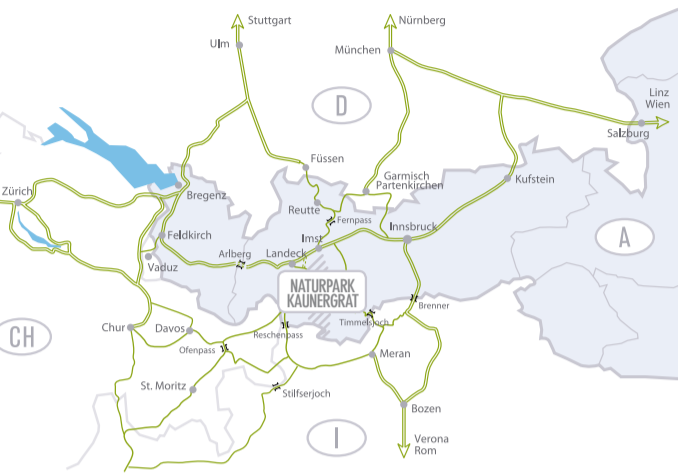 Stuttgart
Nürnberg
Ulm
München
Linz
Wien
D
Salzburg
Füssen
Garmisch
Partenkirchen
Kufstein
Zürich
Bregenz
Reutte
Fernpass
Feldkirch
Imst
Innsbruck
A
Arlberg
Landeck
Vaduz
NATURPARK
KAUNERGRAT
Brenner
CH
Chur
Davos
Reschenpass
Timmelsjoch
Ofenpass
Meran
St. Moritz
Stilfserjoch
Bozen
I
Verona
Rom